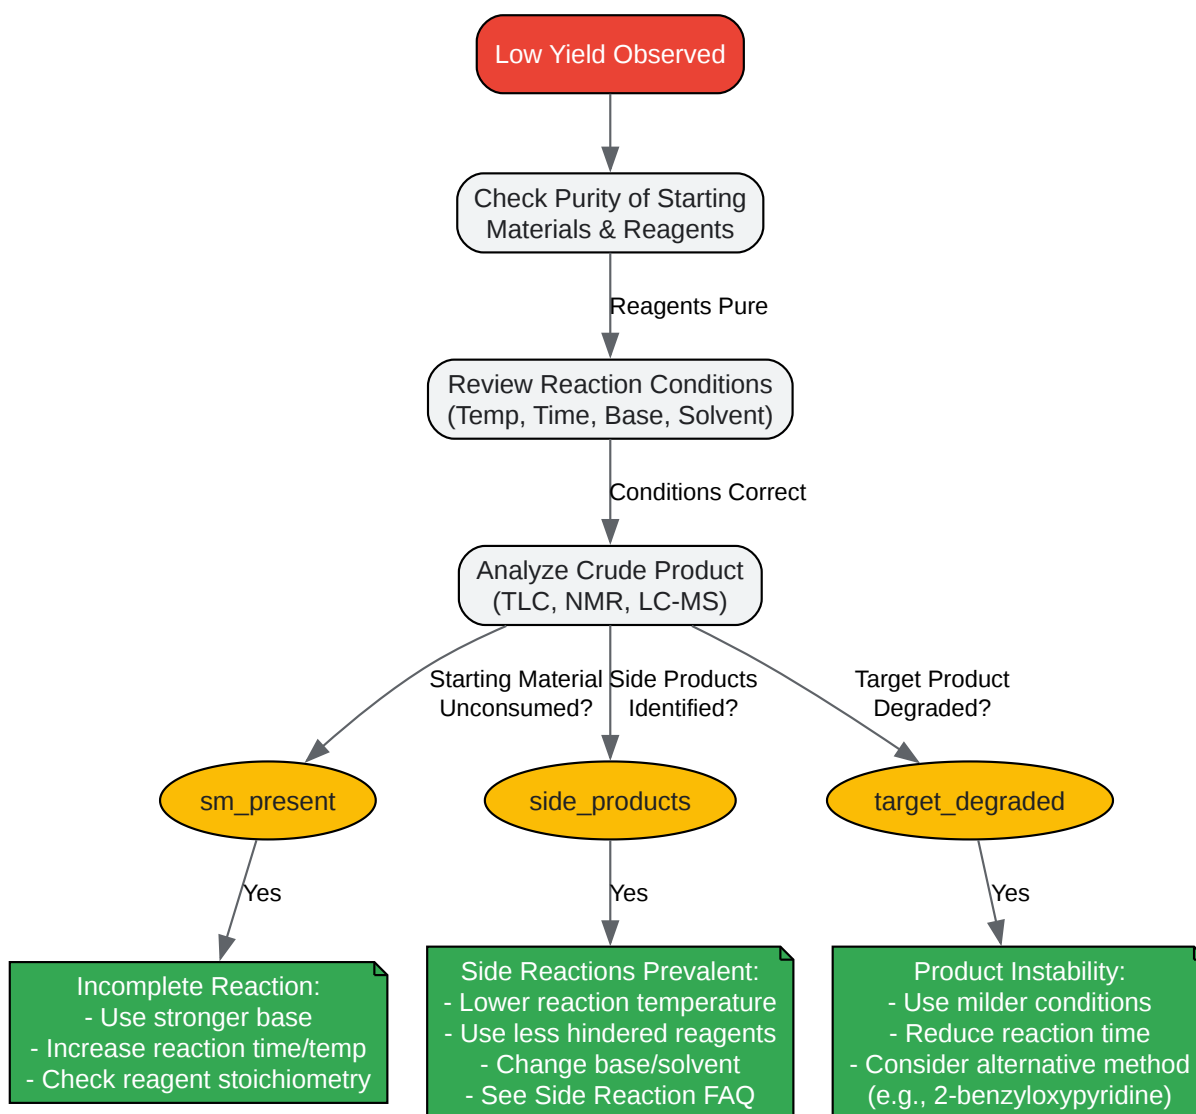 Low Yield Observed
Check Purity of Starting
Materials & Reagents
Reagents Pure
Review Reaction Conditions
(Temp, Time, Base, Solvent)
Conditions Correct
Analyze Crude Product
(TLC, NMR, LC-MS)
Starting Material
Unconsumed?
Side Products
Identified?
Target Product
Degraded?
sm_present
side_products
target_degraded
Yes
Yes
Yes
Incomplete Reaction:
- Use stronger base
- Increase reaction time/temp
- Check reagent stoichiometry
Side Reactions Prevalent:
- Lower reaction temperature
- Use less hindered reagents
- Change base/solvent
- See Side Reaction FAQ
Product Instability:
- Use milder conditions
- Reduce reaction time
- Consider alternative method
(e.g., 2-benzyloxypyridine)